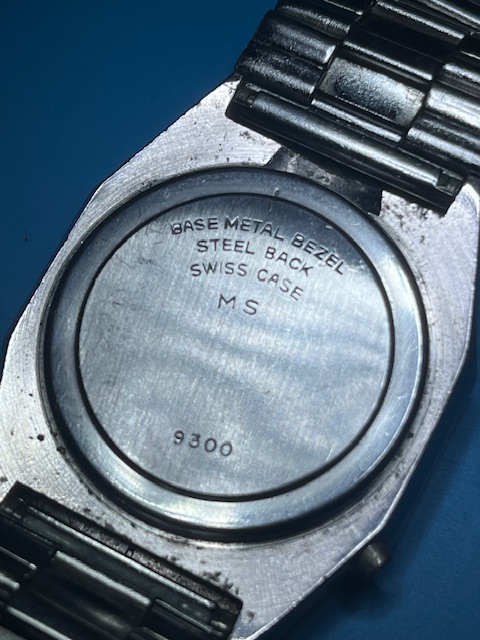 BASE METAL BEZEL
STEEL BACK
SWISS CASE
MS
9300